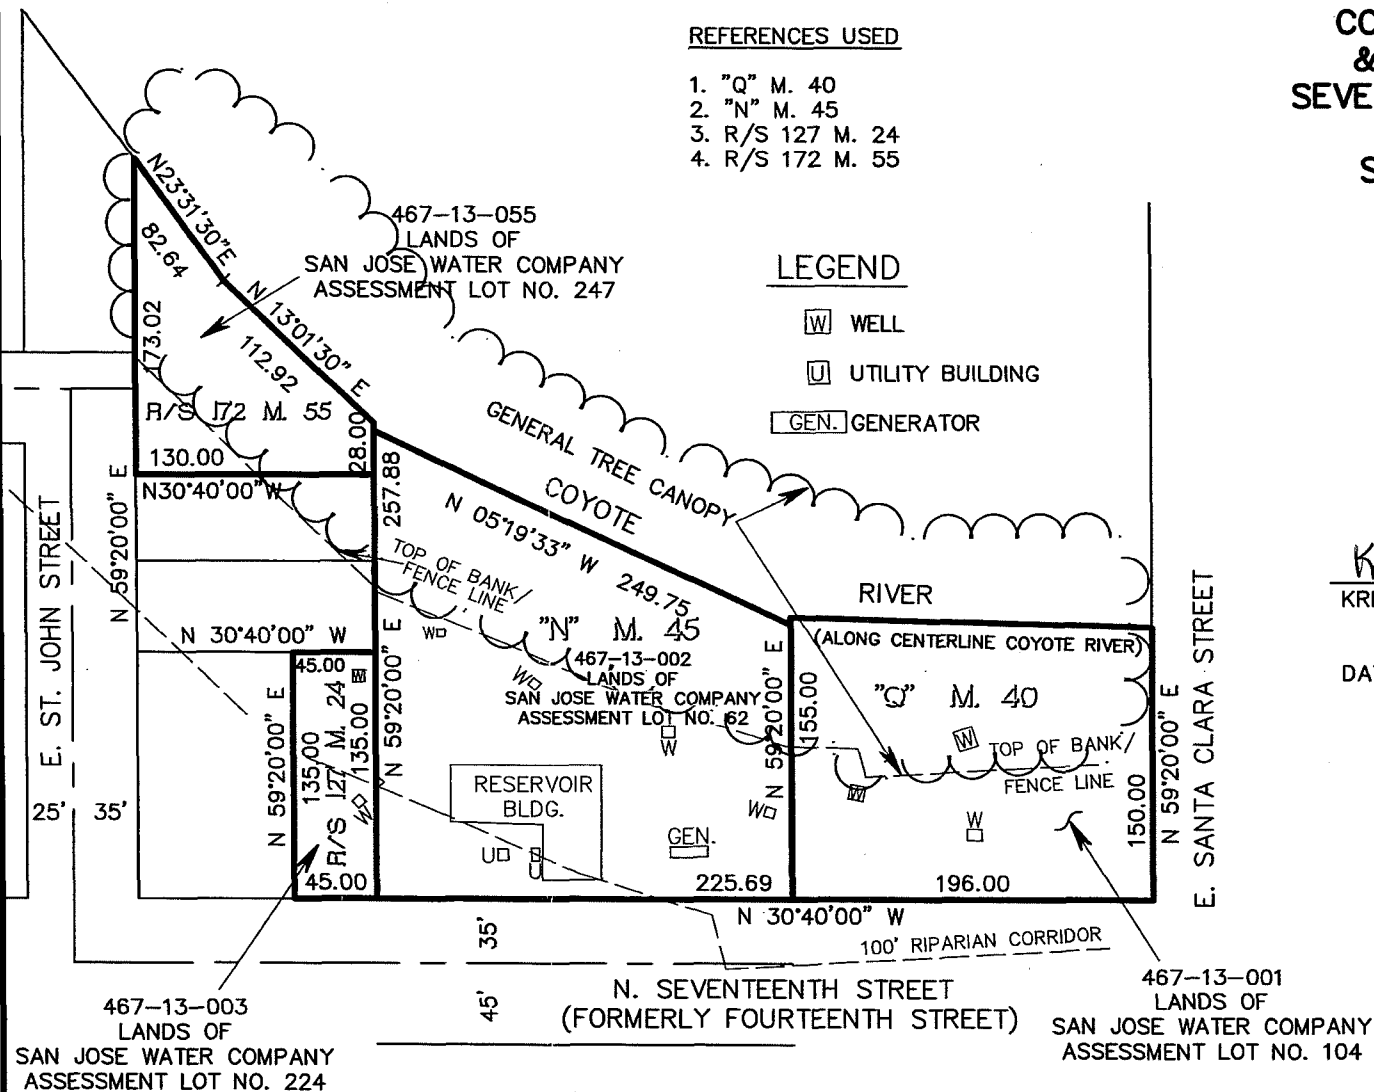 REFERENCES USED
1. "Q" M. 40
2. "N" M. 45
3. R/S 127 M. 24
4. R/S 172 M. 55
CO
&
SEVE
S
467-13-055
LANDS OF
SAN JOSE WATER COMPANY
ASSESSMENT LOT NO. 247
LEGEND
W WELL
U UTILITY BUILDING
GEN. GENERATOR
N23°31'30"E
82.64
N 13°01'30" E
112.92
173.02
R/S 172 M. 55
130.00
28.00
N30°40'00"W
257.88
GENERAL TREE CANOPY
COYOTE
RIVER
N 05°19'33" W 249.75
TOP OF BANK/
FENCE LINE
N 59°20'00" E
E. ST. JOHN STREET
N 30°40'00" W
"N" M. 45
467-13-002
LANDS OF
SAN JOSE WATER COMPANY
ASSESSMENT LOT NO. 62
W
W
W
W
(ALONG CENTERLINE COYOTE RIVER)
"Q" M. 40
155.00
N 59°20'00" E
W
W
W
TOP OF BANK/
FENCE LINE
150.00
N 59°20'00" E
E. SANTA CLARA STREET
45.00
W
N 59°20'00" E
135.00
R/S 127 M. 24
135.00
W
N 59°20'00" E
45.00
RESERVOIR
BLDG.
U
U
GEN.
225.69
196.00
N 30°40'00" W
25'
35'
35'
45'
100' RIPARIAN CORRIDOR
N. SEVENTEENTH STREET
(FORMERLY FOURTEENTH STREET)
467-13-003
LANDS OF
SAN JOSE WATER COMPANY
ASSESSMENT LOT NO. 224
467-13-001
LANDS OF
SAN JOSE WATER COMPANY
ASSESSMENT LOT NO. 104
K
KRI
DA